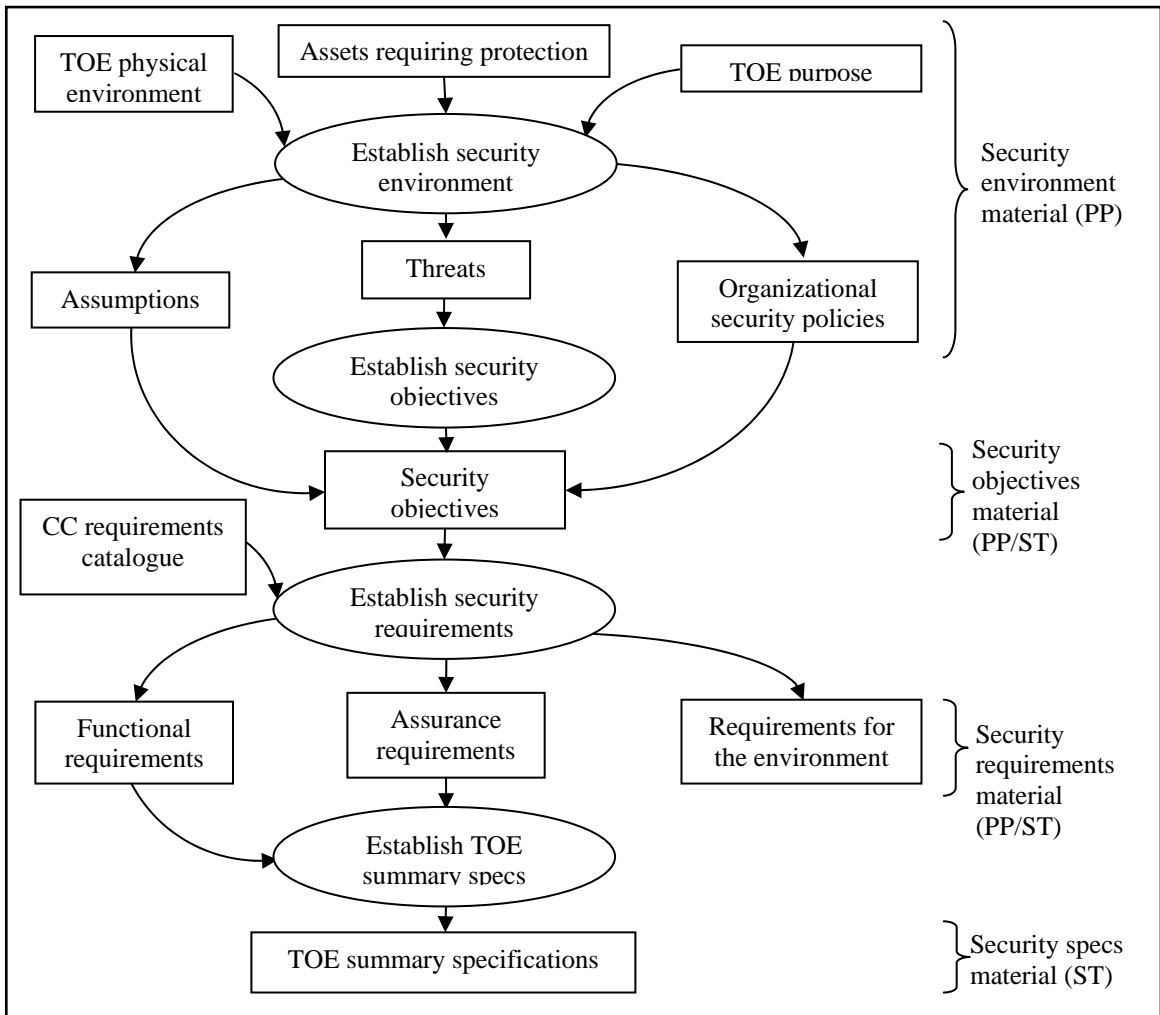 TOE physical
environment
Assets requiring protection
TOE purpose
Establish security
environment
Security
environment
material (PP)
Assumptions
Threats
Organizational
security policies
Establish security
objectives
Security
objectives
Security
objectives
material
(PP/ST)
CC requirements
catalogue
Establish security
requirements
Functional
requirements
Assurance
requirements
Requirements for
the environment
Security
requirements
material
(PP/ST)
Establish TOE
summary specs
TOE summary specifications
Security specs
material (ST)